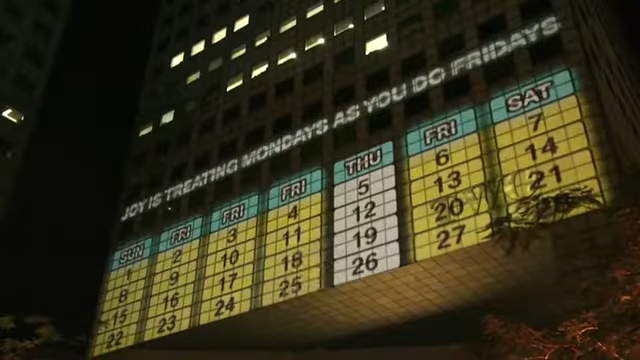 JOY IS TREATING MONDAYS AS YOU DO FRIDAYS.
SUN FRI FRI FRI THU FRI SAT
1 2 3 4 5 6 7
8 9 10 11 12 13 14
15 16 17 18 19 20 21
22 23 24 25 26 27